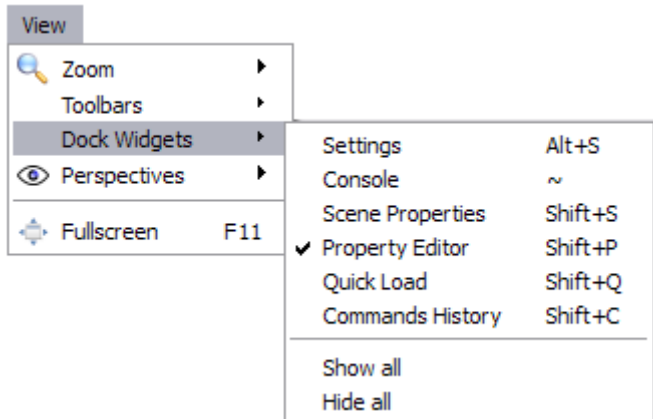 View
Zoom
Toolbars
Dock Widgets
Perspectives
Fullscreen F11
Settings Alt+S
Console ~
Scene Properties Shift+S
Property Editor Shift+P
Quick Load Shift+Q
Commands History Shift+C
Show all
Hide all